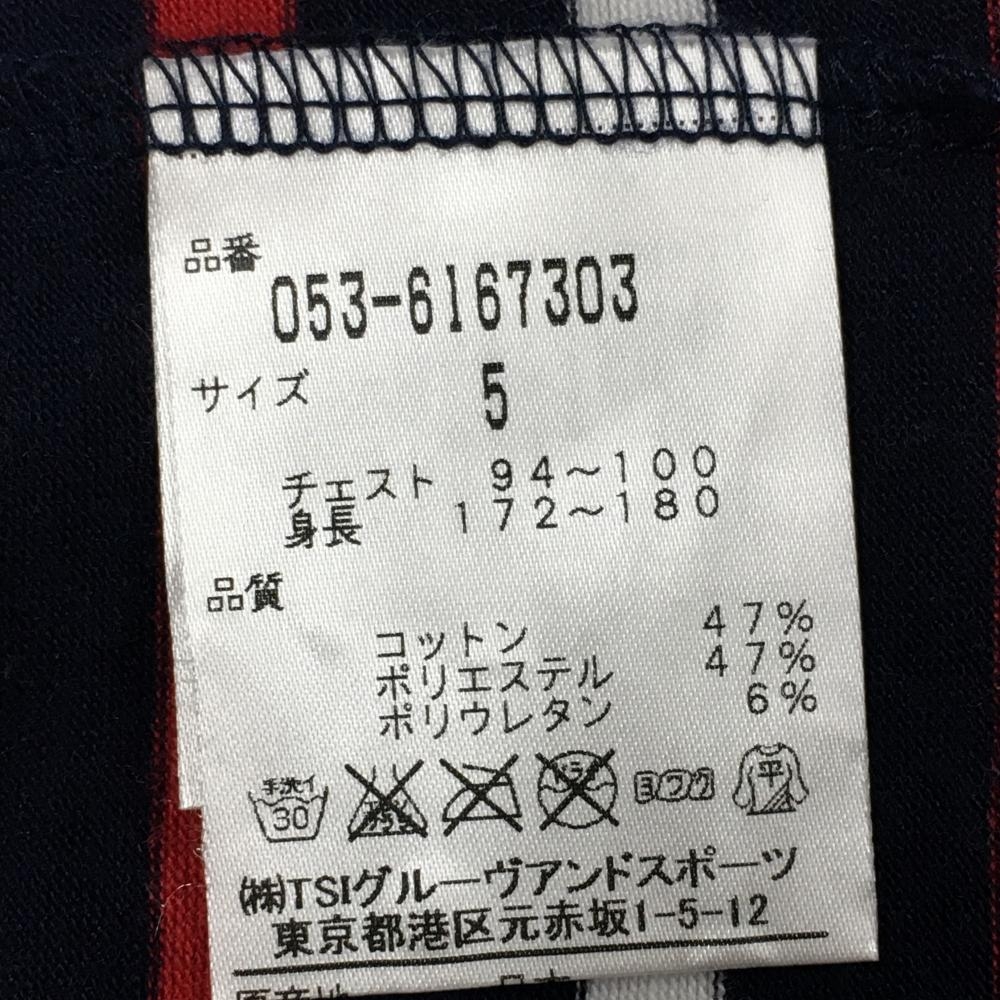 品番
053-6167303
サイズ 5
チェスト 94~100
身長 172~180
品質
コットン 47%
ポリエステル 47%
ポリウレタン 6%
手洗イ 30 ドライ ヨワク 平
㈱TSIグルーヴアンドスポーツ
東京都港区元赤坂1-5-12